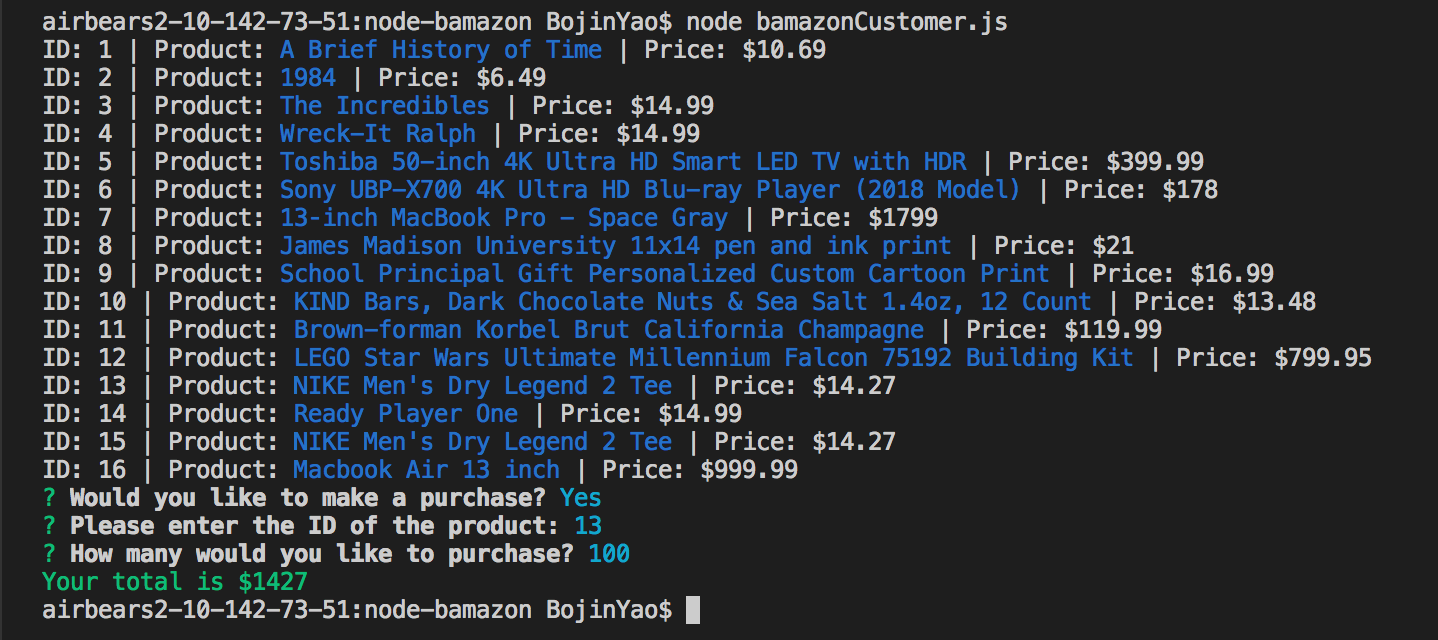 airbears2-10-142-73-51:node-bamazon BojinYao$ node bamazonCustomer.js
ID: 1 | Product: A Brief History of Time | Price: $10.69
ID: 2 | Product: 1984 | Price: $6.49
ID: 3 | Product: The Incredibles | Price: $14.99
ID: 4 | Product: Wreck-It Ralph | Price: $14.99
ID: 5 | Product: Toshiba 50-inch 4K Ultra HD Smart LED TV with HDR | Price: $399.99
ID: 6 | Product: Sony UBP-X700 4K Ultra HD Blu-ray Player (2018 Model) | Price: $178
ID: 7 | Product: 13-inch MacBook Pro - Space Gray | Price: $1799
ID: 8 | Product: James Madison University 11x14 pen and ink print | Price: $21
ID: 9 | Product: School Principal Gift Personalized Custom Cartoon Print | Price: $16.99
ID: 10 | Product: KIND Bars, Dark Chocolate Nuts & Sea Salt 1.4oz, 12 Count | Price: $13.48
ID: 11 | Product: Brown-forman Korbel Brut California Champagne | Price: $119.99
ID: 12 | Product: LEGO Star Wars Ultimate Millennium Falcon 75192 Building Kit | Price: $799.95
ID: 13 | Product: NIKE Men's Dry Legend 2 Tee | Price: $14.27
ID: 14 | Product: Ready Player One | Price: $14.99
ID: 15 | Product: NIKE Men's Dry Legend 2 Tee | Price: $14.27
ID: 16 | Product: Macbook Air 13 inch | Price: $999.99
? Would you like to make a purchase? Yes
? Please enter the ID of the product: 13
? How many would you like to purchase? 100
Your total is $1427
airbears2-10-142-73-51:node-bamazon BojinYao$